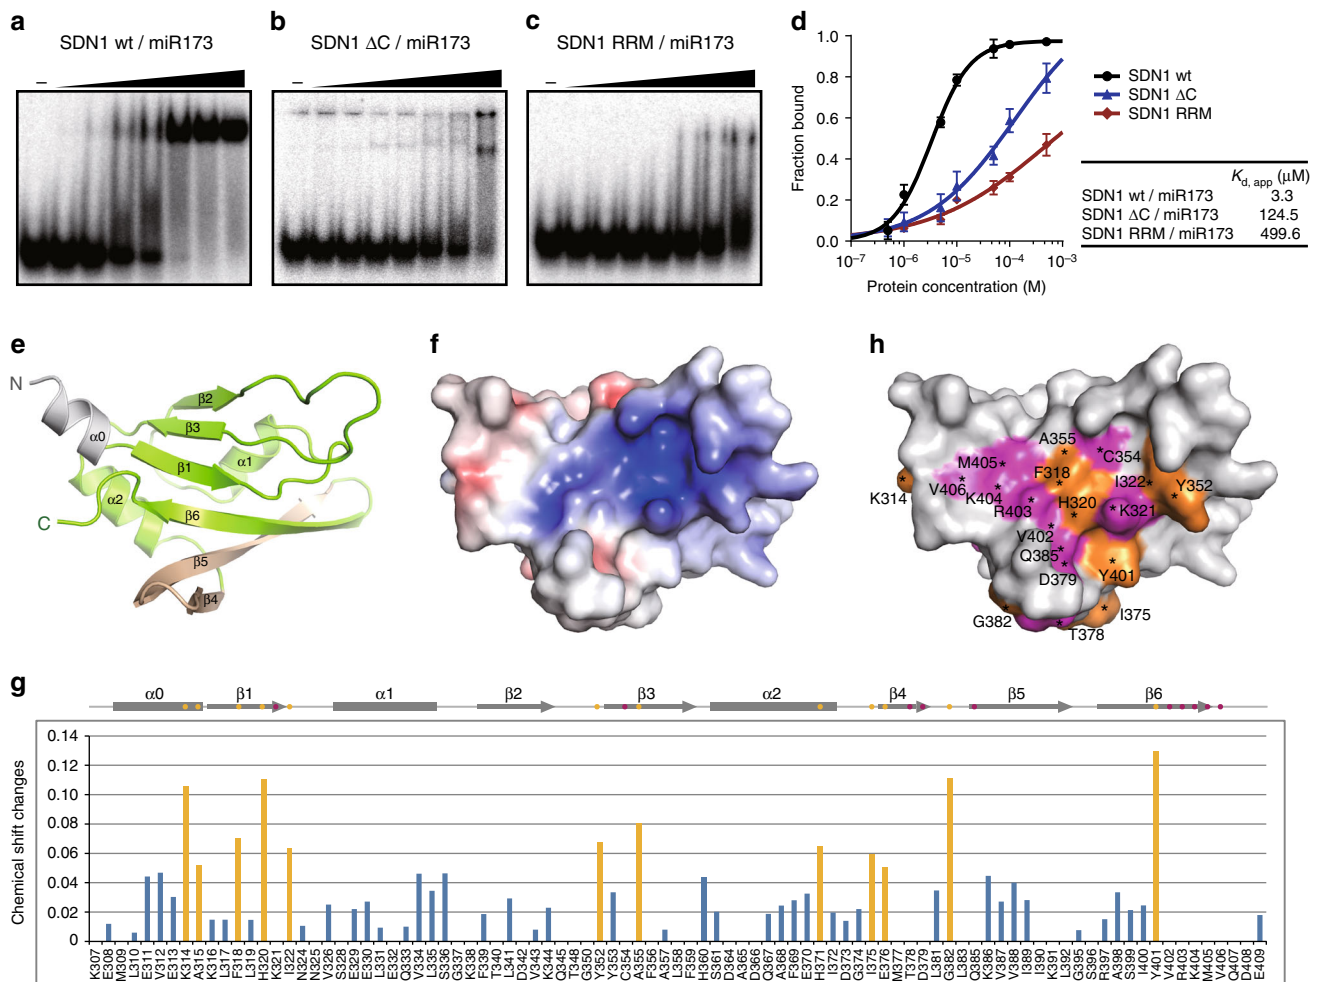 a
SDN1 wt / miR173
–
b
SDN1 ΔC / miR173
–
c
SDN1 RRM / miR173
–
d
1.0
0.8
0.6
0.4
0.2
0.0
Fraction bound
10⁻⁷ 10⁻⁶ 10⁻⁵ 10⁻⁴ 10⁻³
Protein concentration (M)
SDN1 wt
SDN1 ΔC
SDN1 RRM
Kd, app (μM)
SDN1 wt / miR173 3.3
SDN1 ΔC / miR173 124.5
SDN1 RRM / miR173 499.6
e
N
α0
β2
β3
β1
α1
α2
β6
C
β5
β4
f
h
A355
C354
M405
F318
I322
Y352
K314
V406
K404
H320
K321
R403
V402
Q385
D379
Y401
G382
I375
T378
g
α0 β1 α1 β2 β3 α2 β4 β5 β6
Chemical shift changes
0.14
0.12
0.10
0.08
0.06
0.04
0.02
0
K307 E308 M309 L310 E311 V312 E313 K314 A315 K316 L317 F318 L319 H320 K321 I322 N324 N325 V326 S328 E329 E330 L331 E332 Q333 V334 L335 S336 G337 K338 F339 T340 L341 D342 V343 K344 Q345 T348 G350 Y352 Y353 C354 A355 F356 A357 L358 F359 H360 S361 D364 A365 D366 Q367 A368 F369 E370 H371 I372 D373 G374 I375 E376 M377 T378 D379 L381 G382 L383 Q385 K386 V387 V388 I389 I390 K391 L392 G395 S396 R397 A398 S399 I400 Y401 V402 R403 K404 M405 V406 Q407 D408 E409